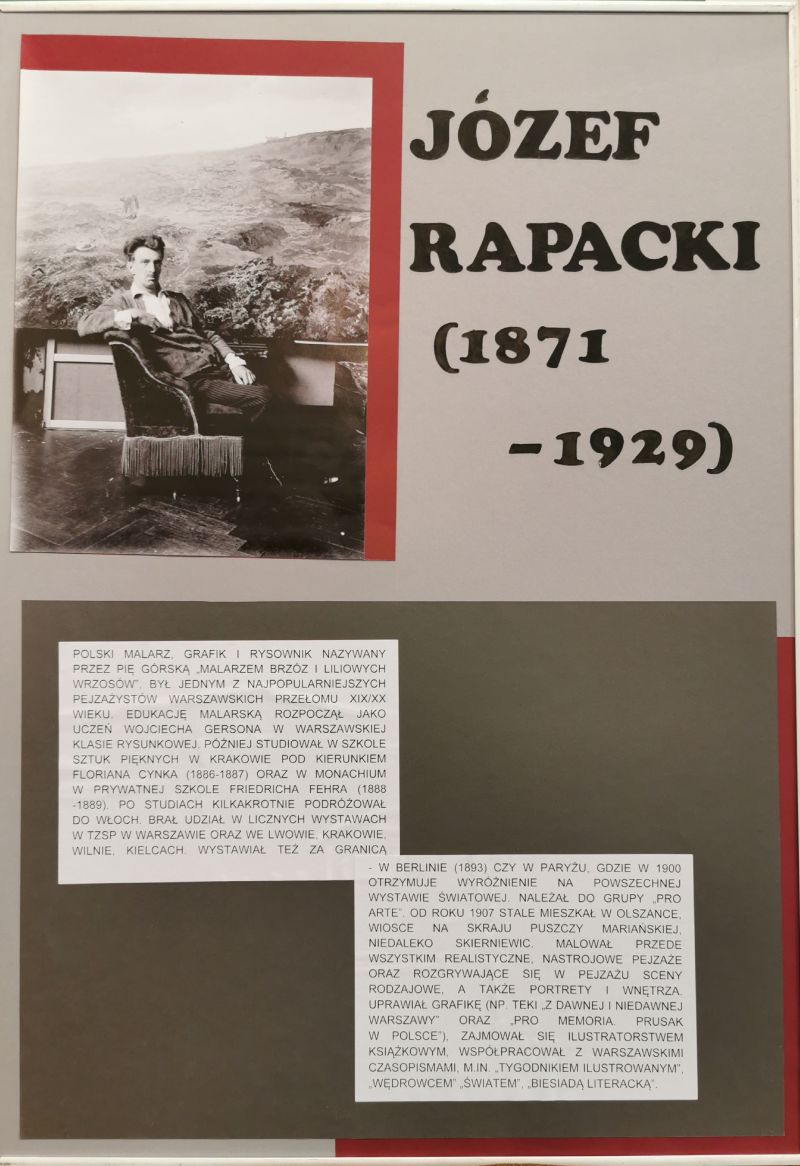 JÓZEF
RAPACKI
(1871
–1929)
POLSKI MALARZ, GRAFIK I RYSOWNIK NAZYWANY
PRZEZ PIĘ GÓRSKĄ „MALARZEM BRZÓZ I LILIOWYCH
WRZOSÓW”, BYŁ JEDNYM Z NAJPOPULARNIEJSZYCH
PEJZAŻYSTÓW WARSZAWSKICH PRZEŁOMU XIX/XX
WIEKU. EDUKACJĘ MALARSKĄ ROZPOCZĄŁ JAKO
UCZEŃ WOJCIECHA GERSONA W WARSZAWSKIEJ
KLASIE RYSUNKOWEJ. PÓŹNIEJ STUDIOWAŁ W SZKOLE
SZTUK PIĘKNYCH W KRAKOWIE POD KIERUNKIEM
FLORIANA CYNKA (1886-1887) ORAZ W MONACHIUM
W PRYWATNEJ SZKOLE FRIEDRICHA FEHRA (1888
-1889). PO STUDIACH KILKAKROTNIE PODRÓŻOWAŁ
DO WŁOCH. BRAŁ UDZIAŁ W LICZNYCH WYSTAWACH
W TZSP W WARSZAWIE ORAZ WE LWOWIE, KRAKOWIE,
WILNIE, KIELCACH. WYSTAWIAŁ TEŻ ZA GRANICĄ
- W BERLINIE (1893) CZY W PARYŻU, GDZIE W 1900
OTRZYMUJE WYRÓŻNIENIE NA POWSZECHNEJ
WYSTAWIE ŚWIATOWEJ. NALEŻAŁ DO GRUPY „PRO
ARTE”. OD ROKU 1907 STALE MIESZKAŁ W OLSZANCE,
WIOSCE NA SKRAJU PUSZCZY MARIAŃSKIEJ,
NIEDALEKO SKIERNIEWIC. MALOWAŁ PRZEDE
WSZYSTKIM REALISTYCZNE, NASTROJOWE PEJZAŻE
ORAZ ROZGRYWAJĄCE SIĘ W PEJZAŻU SCENY
RODZAJOWE, A TAKŻE PORTRETY I WNĘTRZA.
UPRAWIAŁ GRAFIKĘ (NP. TEKI „Z DAWNEJ I NIEDAWNEJ
WARSZAWY” ORAZ „PRO MEMORIA. PRUSAK
W POLSCE”), ZAJMOWAŁ SIĘ ILUSTRATORSTWEM
KSIĄŻKOWYM, WSPÓŁPRACOWAŁ Z WARSZAWSKIMI
CZASOPISMAMI, M.IN. „TYGODNIKIEM ILUSTROWANYM”,
„WĘDROWCEM” „ŚWIATEM”, „BIESIADĄ LITERACKĄ”.